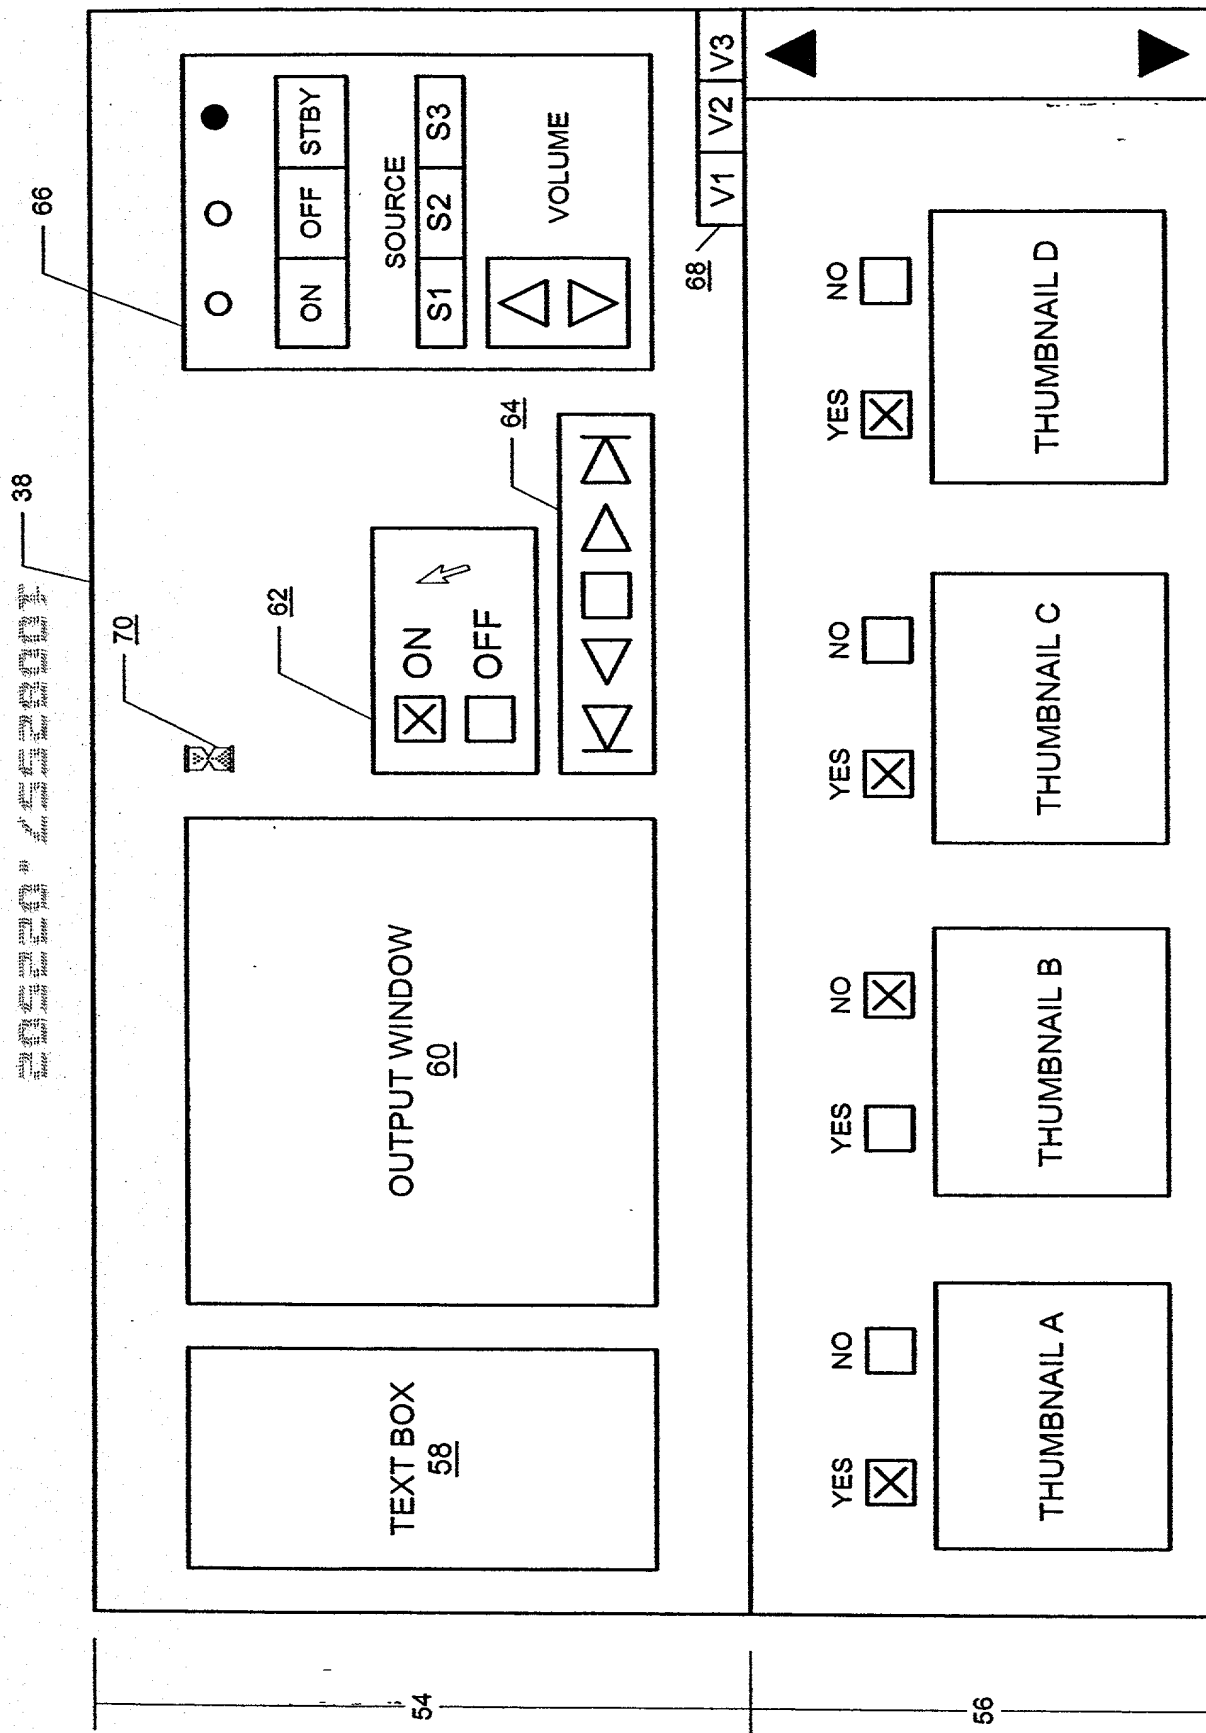 38
66
70
54
TEXT BOX
58
OUTPUT WINDOW
60
62
ON
OFF
64
ON OFF STBY
SOURCE
S1 S2 S3
VOLUME
68
V1 V2 V3
56
YES NO
YES NO
YES NO
YES NO
THUMBNAIL A
THUMBNAIL B
THUMBNAIL C
THUMBNAIL D